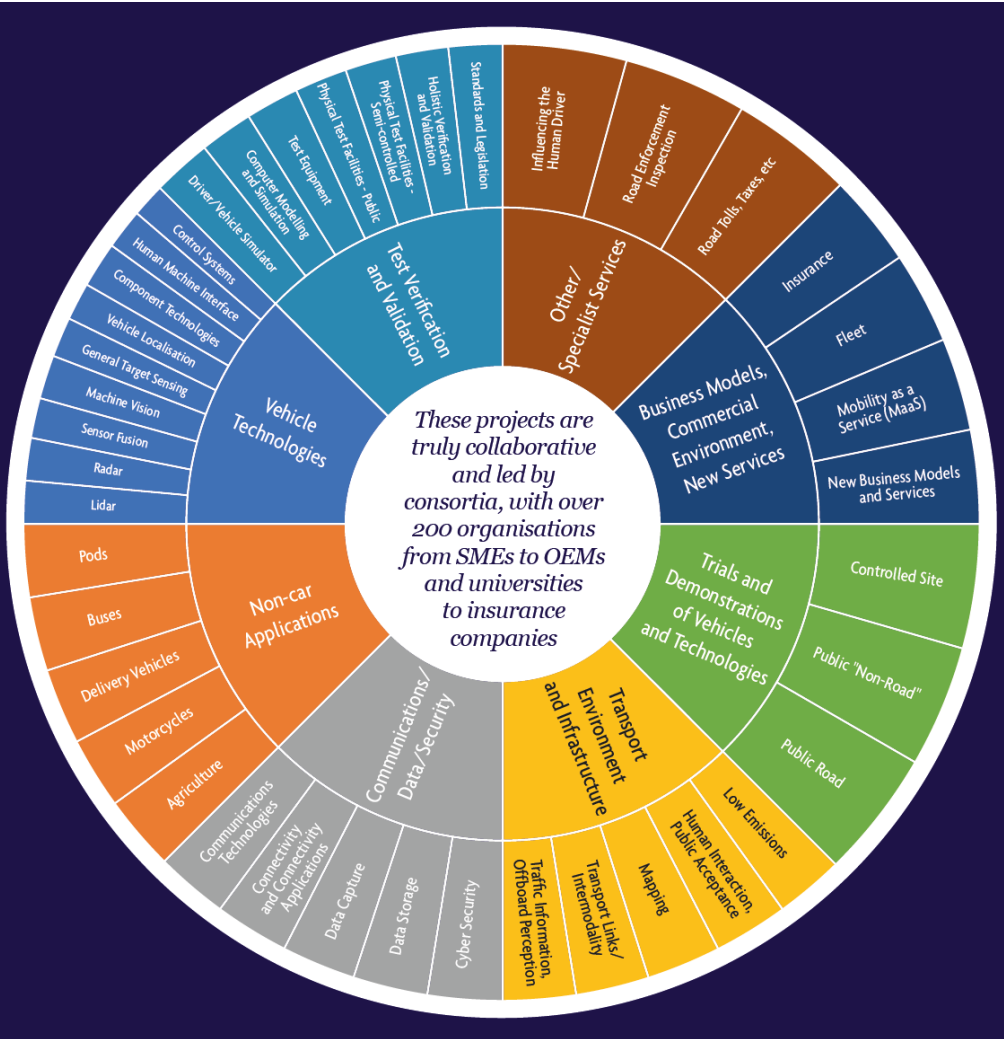 These projects are
truly collaborative
and led by
consortia, with over
200 organisations
from SMEs to OEMs
and universities
to insurance
companies
Other/
Specialist Services
Influencing the
Human Driver
Road Enforcement
Inspection
Road Tolls, Taxes, etc
Business Models,
Commercial
Environment,
New Services
Insurance
Fleet
Mobility as a
Service (MaaS)
New Business Models
and Services
Trials and
Demonstrations
of Vehicles
and Technologies
Controlled Site
Public "Non-Road"
Public Road
Transport
Environment
and Infrastructure
Low Emissions
Human Interaction,
Public Acceptance
Mapping
Transport Links/
Intermodality
Traffic Information,
Offboard Perception
Communications/
Data/Security
Cyber Security
Data Storage
Data Capture
Connectivity
and Connectivity
Applications
Communications
Technologies
Non-car
Applications
Agriculture
Motorcycles
Delivery Vehicles
Buses
Pods
Vehicle
Technologies
Lidar
Radar
Sensor Fusion
Machine Vision
General Target Sensing
Vehicle Localisation
Component Technologies
Human Machine Interface
Control Systems
Test Verification
and Validation
Driver/Vehicle Simulator
Computer Modelling
and Simulation
Test Equipment
Physical Test Facilities - Public
Physical Test Facilities -
Semi-controlled
Holistic Verification
and Validation
Standards and Legislation